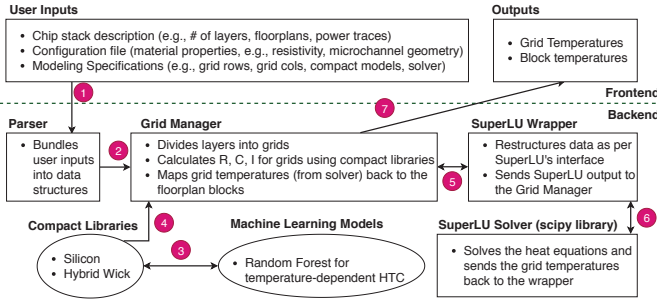 User Inputs
• Chip stack description (e.g., # of layers, floorplans, power traces)
• Configuration file (material properties, e.g., resistivity, microchannel geometry)
• Modeling Specifications (e.g., grid rows, grid cols, compact models, solver)
Outputs
• Grid Temperatures
• Block temperatures
1
7
Frontend
Backend
Parser
• Bundles
user inputs
into data
structures
2
Grid Manager
• Divides layers into grids
• Calculates R, C, I for grids using compact libraries
• Maps grid temperatures (from solver) back to the
floorplan blocks
5
SuperLU Wrapper
• Restructures data as per
SuperLU's interface
• Sends SuperLU output to
the Grid Manager
4
6
Compact Libraries
• Silicon
• Hybrid Wick
3
Machine Learning Models
• Random Forest for
temperature-dependent HTC
SuperLU Solver (scipy library)
• Solves the heat equations and
sends the grid temperatures
back to the wrapper